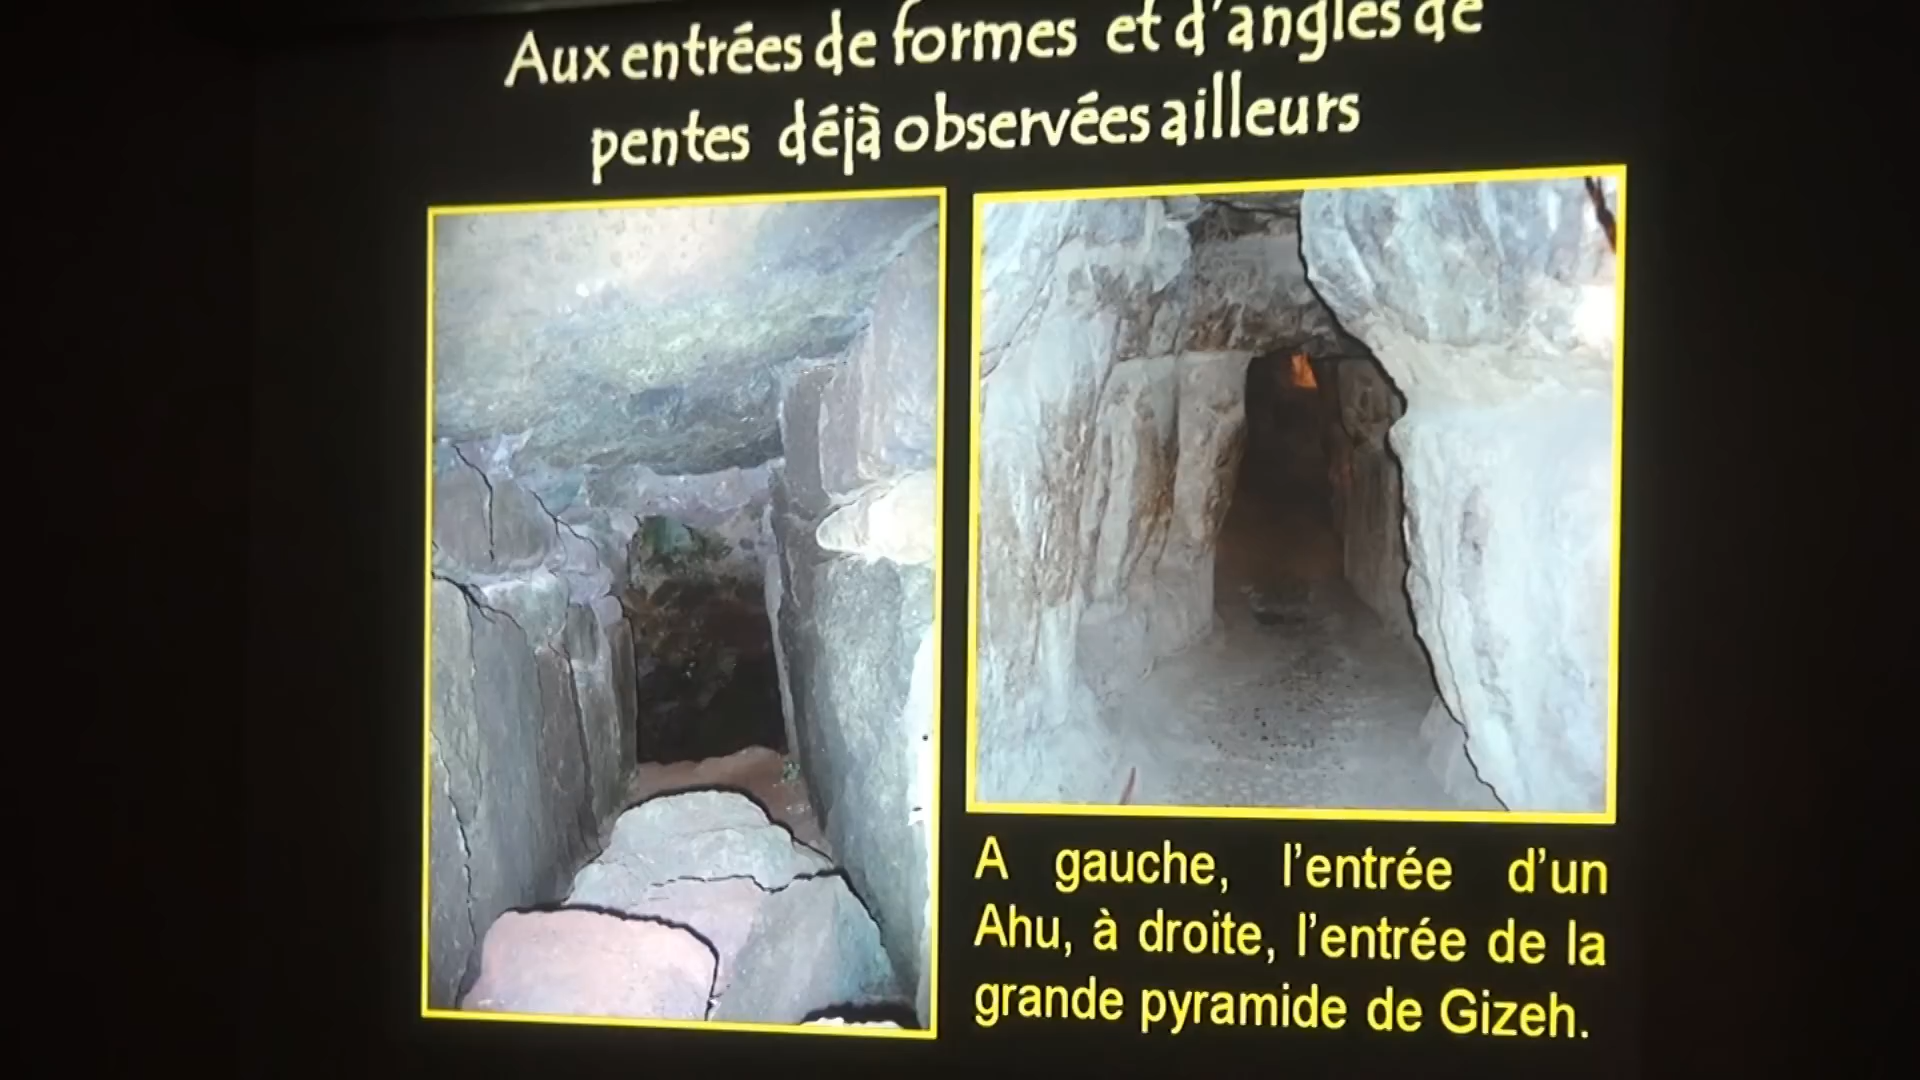 Aux entrées de formes et d'angles de
pentes déjà observées ailleurs
A gauche, l'entrée d'un
Ahu, à droite, l'entrée de la
grande pyramide de Gizeh.